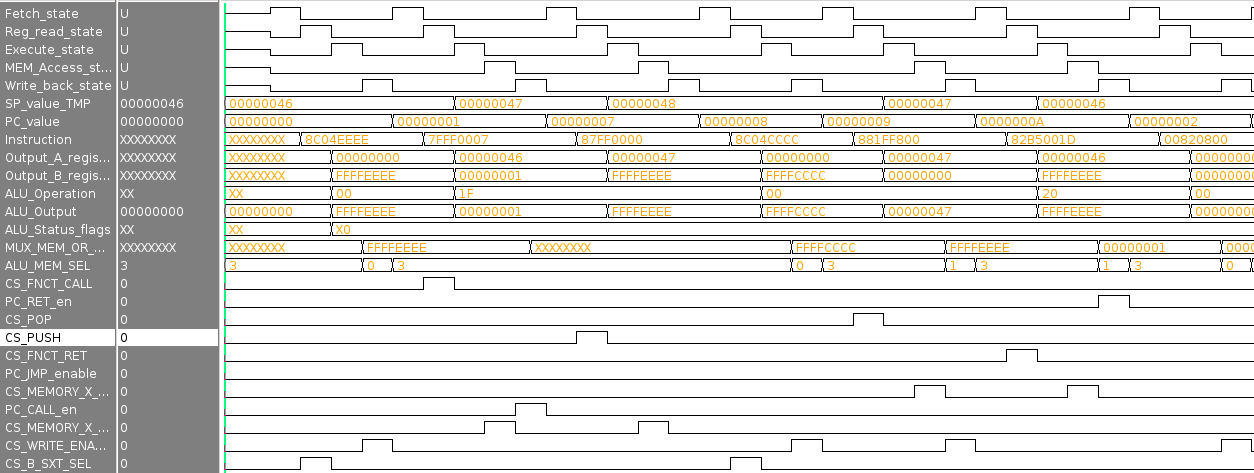 Fetch_state U
Reg_read_state U
Execute_state U
MEM_Access_st... U
Write_back_state U
SP_value_TMP 00000046 00000046 00000047 00000048 00000047 00000046
PC_value 00000000 00000000 00000001 00000007 00000008 00000009 0000000A 00000002
Instruction XXXXXXXX XXXXXXXX 8C04EEEE 7FFF0007 87FF0000 8C04CCCC 881FF800 82B5001D 00820800
Output_A_regis... XXXXXXXX XXXXXXXX 00000000 00000046 00000047 00000000 00000047 00000046 0000000
Output_B_regis... XXXXXXXX XXXXXXXX FFFFEEEE 00000001 FFFFEEEE FFFFCCCC 00000000 FFFFEEEE 0000000
ALU_Operation XX XX 00 1F 00 20 00
ALU_Output 00000000 00000000 FFFFEEEE 00000001 FFFFEEEE FFFFCCCC 00000047 FFFFEEEE 0000000
ALU_Status_flags XX XX X0
MUX_MEM_OR_... XXXXXXXX XXXXXXXX FFFFEEEE XXXXXXXX FFFFCCCC FFFFEEEE 00000001 0000
ALU_MEM_SEL 3 3 0 3 0 3 1 3 1 3 0
CS_FNCT_CALL 0
PC_RET_en 0
CS_POP 0
CS_PUSH 0
CS_FNCT_RET 0
PC_JMP_enable 0
CS_MEMORY_X_... 0
PC_CALL_en 0
CS_MEMORY_X_... 0
CS_WRITE_ENA... 0
CS_B_SXT_SEL 0